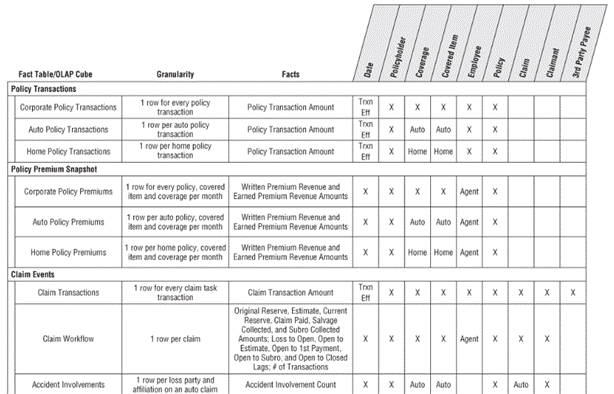 Fact Table/OLAP Cube Granularity Facts Date Policyholder Coverage Covered Item Employee Policy Claim Claimant 3rd Party Payee
Policy Transactions
Corporate Policy Transactions 1 row for every policy transaction Policy Transaction Amount Trxn Eff X X X X X
Auto Policy Transactions 1 row per auto policy transaction Policy Transaction Amount Trxn Eff X Auto Auto X X
Home Policy Transactions 1 row per home policy transaction Policy Transaction Amount Trxn Eff X Home Home X X
Policy Premium Snapshot
Corporate Policy Premiums 1 row for every policy, covered item and coverage per month Written Premium Revenue and Earned Premium Revenue Amounts X X X X Agent X
Auto Policy Premiums 1 row per auto policy, covered item and coverage per month Written Premium Revenue and Earned Premium Revenue Amounts X X Auto Auto Agent X
Home Policy Premiums 1 row per home policy, covered item and coverage per month Written Premium Revenue and Earned Premium Revenue Amounts X X Home Home Agent X
Claim Events
Claim Transactions 1 row for every claim task transaction Claim Transaction Amount Trxn Eff X X X X X X X X
Claim Workflow 1 row per claim Original Reserve, Estimate, Current Reserve, Claim Paid, Salvage Collected, and Subro Collected Amounts; Loss to Open, Open to Estimate, Open to 1st Payment, Open to Subro, and Open to Closed Lags; # of Transactions X X X X Agent X X X
Accident Involvements 1 row per loss party and affiliation on an auto claim Accident Involvement Count X X Auto Auto X Auto X